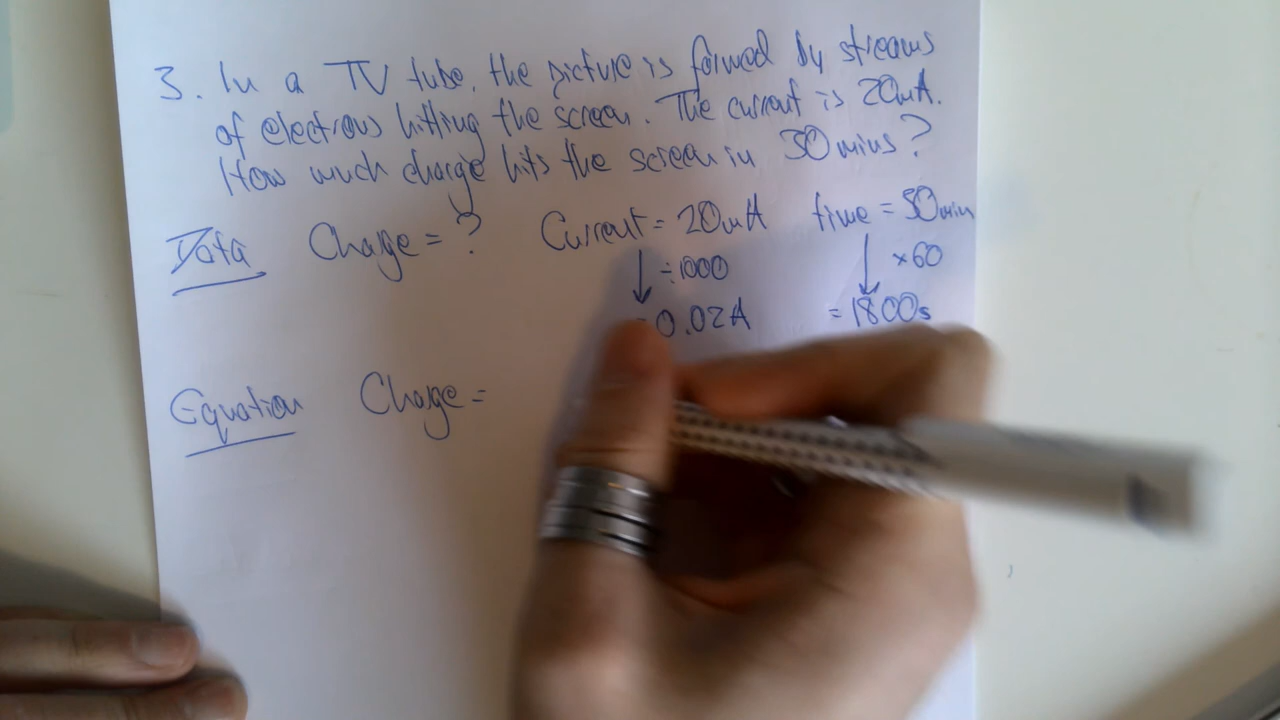 3. In a TV tube, the picture is formed by streams
of electrons hitting the screen. The current is 20mA.
How much charge hits the screen in 30 mins?
Data Charge = ? Current = 20mA time = 30min
÷1000 ×60
= 0.02A = 1800s
Equation Charge =